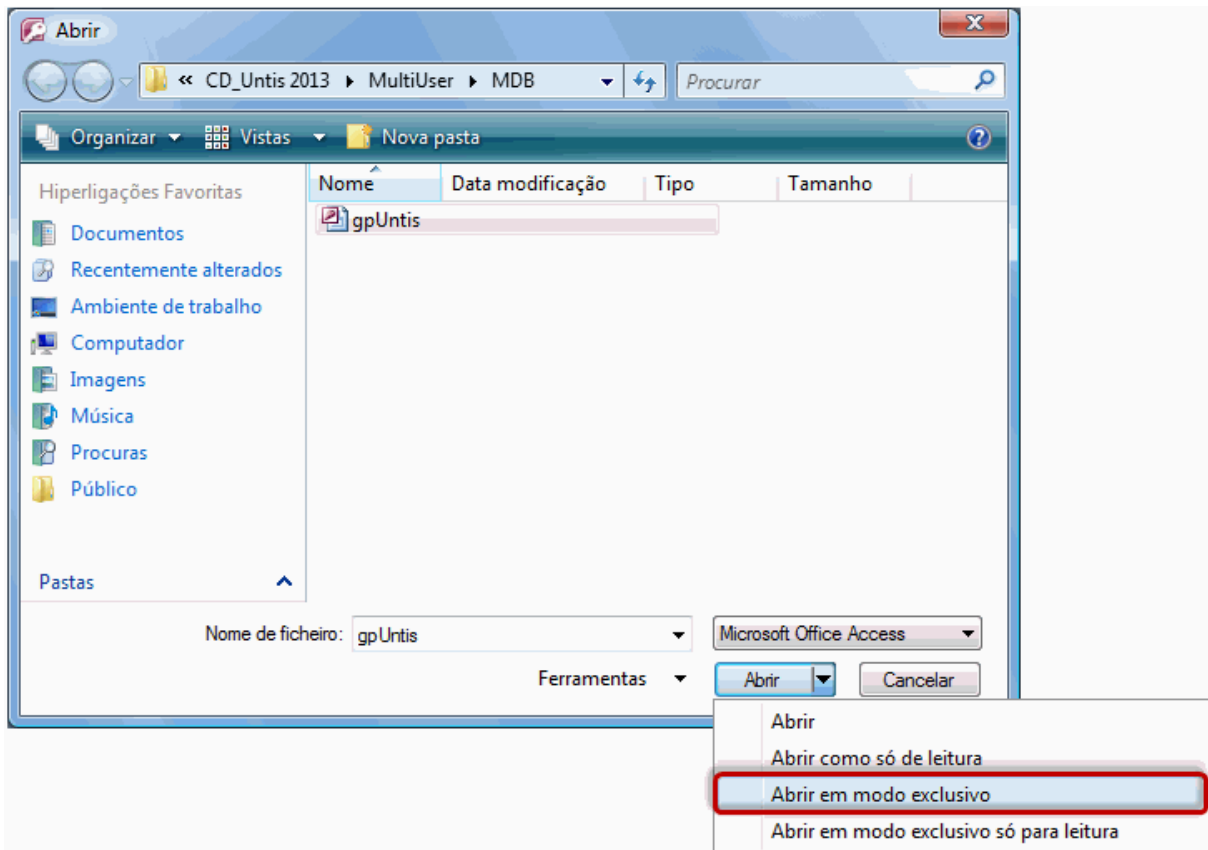 Abrir
« CD_Untis 2013 MultiUser MDB Procurar
Organizar Vistas Nova pasta
Hiperligações Favoritas
Documentos
Recentemente alterados
Ambiente de trabalho
Computador
Imagens
Música
Procuras
Público
Pastas
Nome Data modificação Tipo Tamanho
gpUntis
Nome de ficheiro: gpUntis Microsoft Office Access
Ferramentas Abrir Cancelar
Abrir
Abrir como só de leitura
Abrir em modo exclusivo
Abrir em modo exclusivo só para leitura